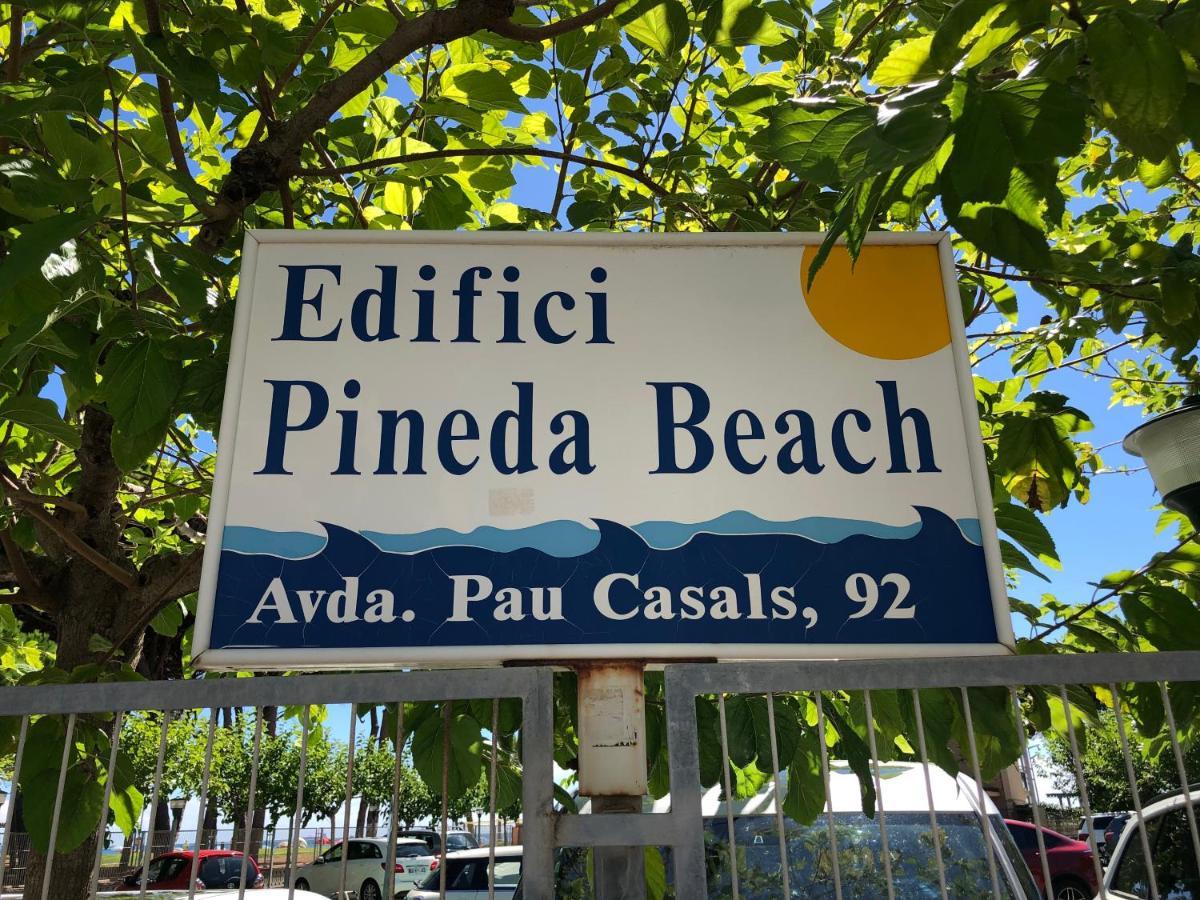 Edifici
Pineda Beach
Avda. Pau Casals, 92